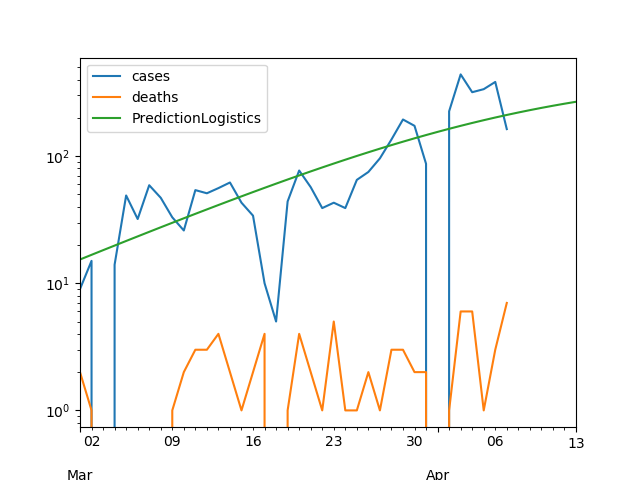 cases
deaths
PredictionLogistics
10²
10¹
10⁰
02 09 16 23 30 06 13
Mar Apr